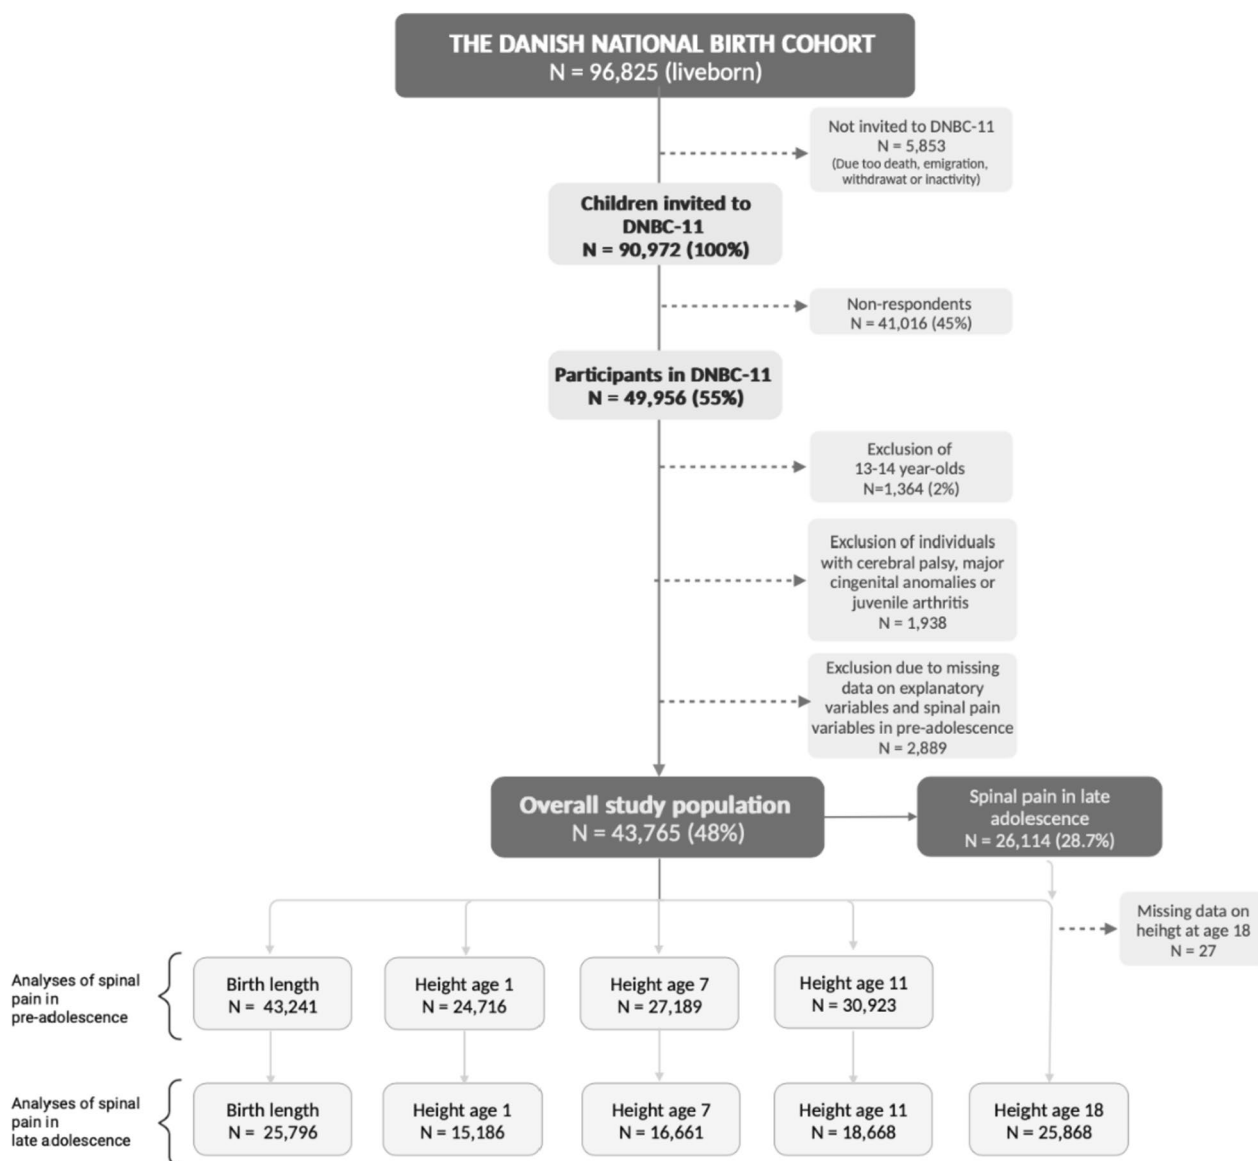 THE DANISH NATIONAL BIRTH COHORT
N = 96,825 (liveborn)
Not invited to DNBC-11
N = 5,853
(Due too death, emigration,
withdrawat or inactivity)
Children invited to
DNBC-11
N = 90,972 (100%)
Non-respondents
N = 41,016 (45%)
Participants in DNBC-11
N = 49,956 (55%)
Exclusion of
13-14 year-olds
N=1,364 (2%)
Exclusion of individuals
with cerebral palsy, major
cingenital anomalies or
juvenile arthritis
N = 1,938
Exclusion due to missing
data on explanatory
variables and spinal pain
variables in pre-adolescence
N = 2,889
Overall study population
N = 43,765 (48%)
Spinal pain in late
adolescence
N = 26,114 (28.7%)
Missing data on
heihgt at age 18
N = 27
Analyses of spinal
pain in
pre-adolescence
Birth length
N = 43,241
Height age 1
N = 24,716
Height age 7
N = 27,189
Height age 11
N = 30,923
Analyses of spinal
pain in
late adolescence
Birth length
N = 25,796
Height age 1
N = 15,186
Height age 7
N = 16,661
Height age 11
N = 18,668
Height age 18
N = 25,868